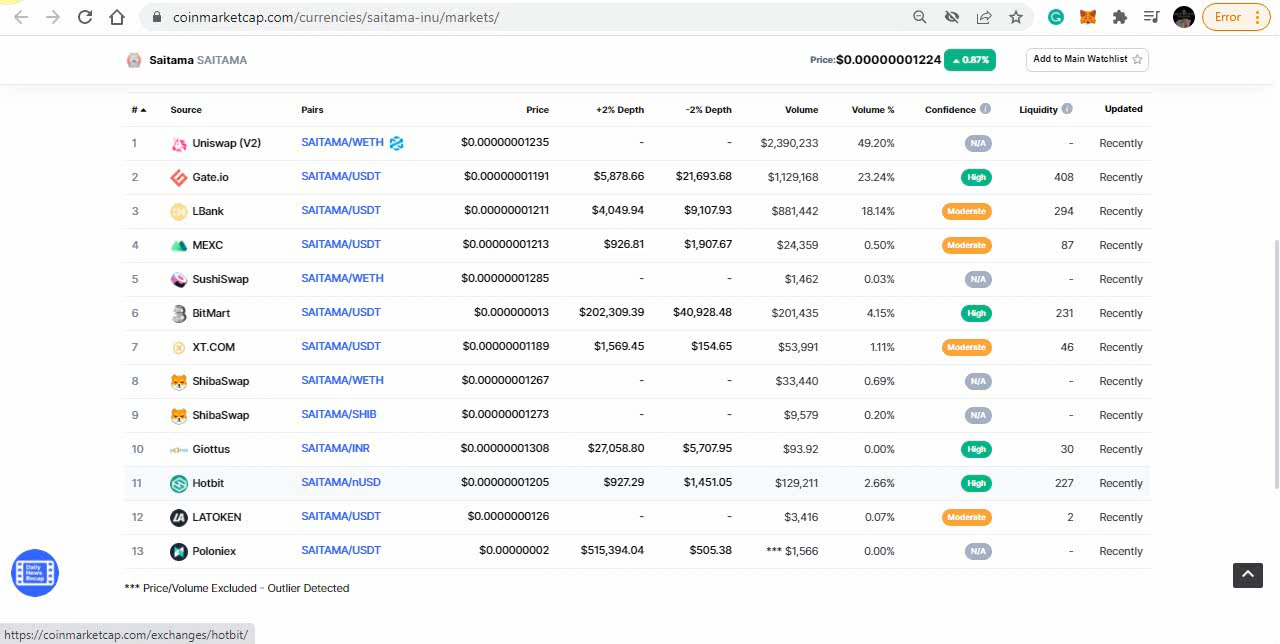 coinmarketcap.com/currencies/saitama-inu/markets/
Error
Saitama SAITAMA
Price:$0.00000001224 0.87%
Add to Main Watchlist
# Source Pairs Price +2% Depth -2% Depth Volume Volume % Confidence Liquidity Updated
1 Uniswap (V2) SAITAMA/WETH $0.00000001235 - - $2,390,233 49.20% N/A - Recently
2 Gate.io SAITAMA/USDT $0.00000001191 $5,878.66 $21,693.68 $1,129,168 23.24% High 408 Recently
3 LBank SAITAMA/USDT $0.00000001211 $4,049.94 $9,107.93 $881,442 18.14% Moderate 294 Recently
4 MEXC SAITAMA/USDT $0.00000001213 $926.81 $1,907.67 $24,359 0.50% Moderate 87 Recently
5 SushiSwap SAITAMA/WETH $0.00000001285 - - $1,462 0.03% N/A - Recently
6 BitMart SAITAMA/USDT $0.000000013 $202,309.39 $40,928.48 $201,435 4.15% High 231 Recently
7 XT.COM SAITAMA/USDT $0.00000001189 $1,569.45 $154.65 $53,991 1.11% Moderate 46 Recently
8 ShibaSwap SAITAMA/WETH $0.00000001267 - - $33,440 0.69% N/A - Recently
9 ShibaSwap SAITAMA/SHIB $0.00000001273 - - $9,579 0.20% N/A - Recently
10 Giottus SAITAMA/INR $0.00000001308 $27,058.80 $5,707.95 $93.92 0.00% High 30 Recently
11 Hotbit SAITAMA/nUSD $0.00000001205 $927.29 $1,451.05 $129,211 2.66% High 227 Recently
12 LATOKEN SAITAMA/USDT $0.0000000126 - - $3,416 0.07% Moderate 2 Recently
13 Poloniex SAITAMA/USDT $0.00000002 $515,394.04 $505.38 *** $1,566 0.00% N/A - Recently
Daily
News
Recap
*** Price/Volume Excluded - Outlier Detected
https://coinmarketcap.com/exchanges/hotbit/